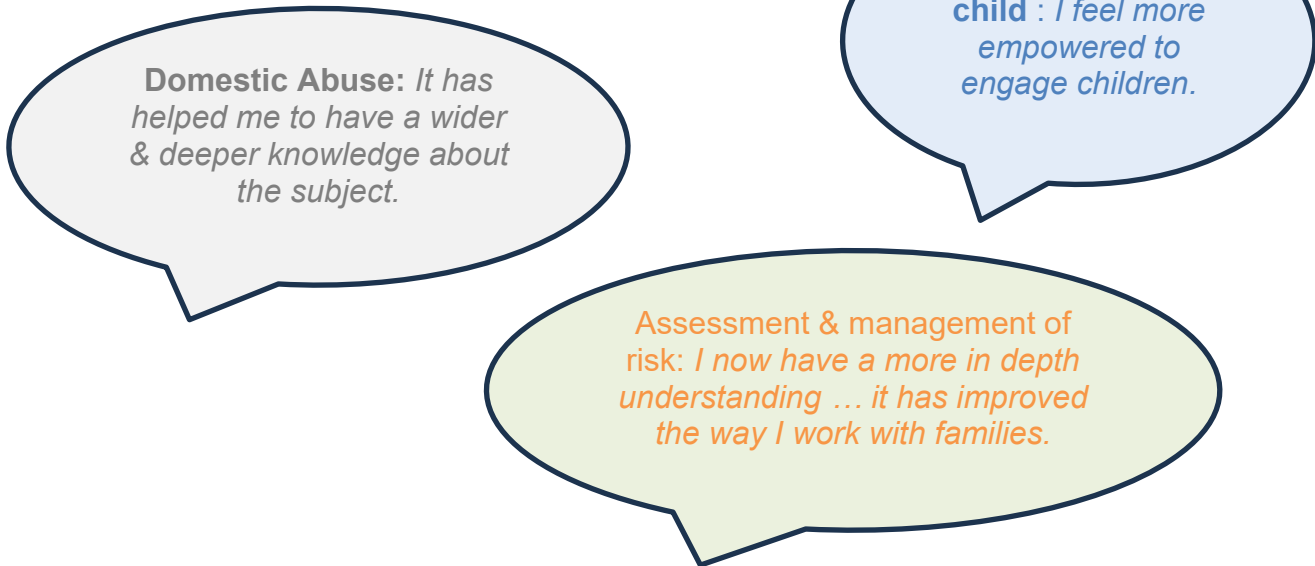 child : I feel more
empowered to
engage children.
Domestic Abuse: It has
helped me to have a wider
& deeper knowledge about
the subject.
Assessment & management of
risk: I now have a more in depth
understanding … it has improved
the way I work with families.